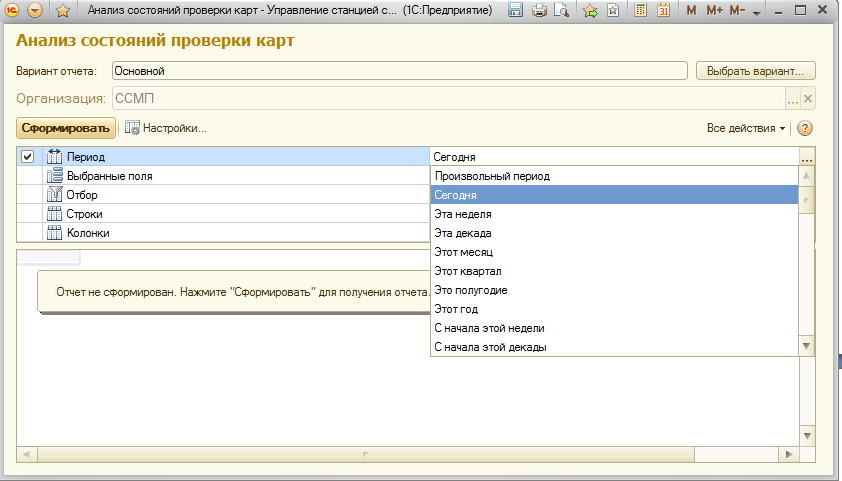 Анализ состояний проверки карт - Управление станцией с... (1С:Предприятие)
M M+ M-
Анализ состояний проверки карт
Вариант отчета: Основной Выбрать вариант...
Организация: ССМП ...
Сформировать Настройки... Все действия ?
Период Сегодня ...
Выбранные поля Произвольный период
Отбор Сегодня
Строки Эта неделя
Колонки Эта декада
Этот месяц
Этот квартал
Отчет не сформирован. Нажмите "Сформировать" для получения отчета. Это полугодие
Этот год
С начала этой недели
С начала этой декады